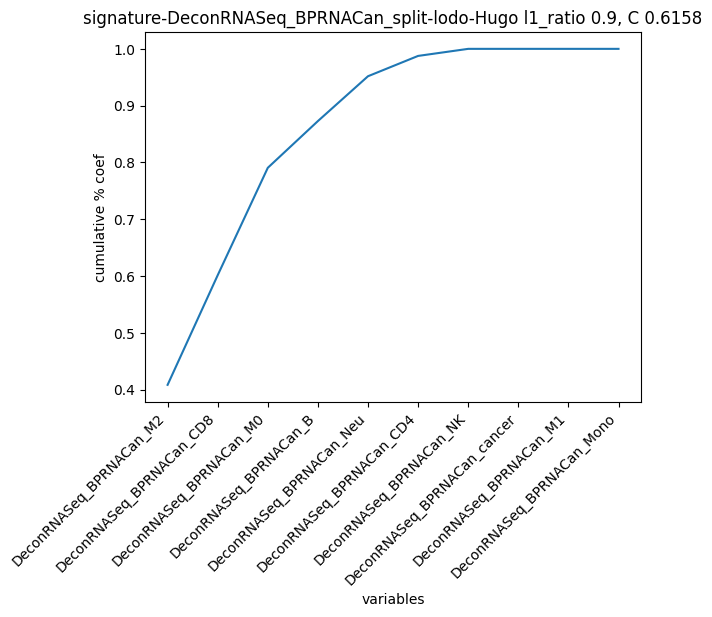 signature-DeconRNASeq_BPRNACan_split-lodo-Hugo l1_ratio 0.9, C 0.6158
1.0
0.9
0.8
0.7
0.6
0.5
0.4
cumulative % coef
DeconRNASeq_BPRNACan_M2
DeconRNASeq_BPRNACan_CD8
DeconRNASeq_BPRNACan_M0
DeconRNASeq_BPRNACan_B
DeconRNASeq_BPRNACan_Neu
DeconRNASeq_BPRNACan_CD4
DeconRNASeq_BPRNACan_NK
DeconRNASeq_BPRNACan_cancer
DeconRNASeq_BPRNACan_M1
DeconRNASeq_BPRNACan_Mono
variables